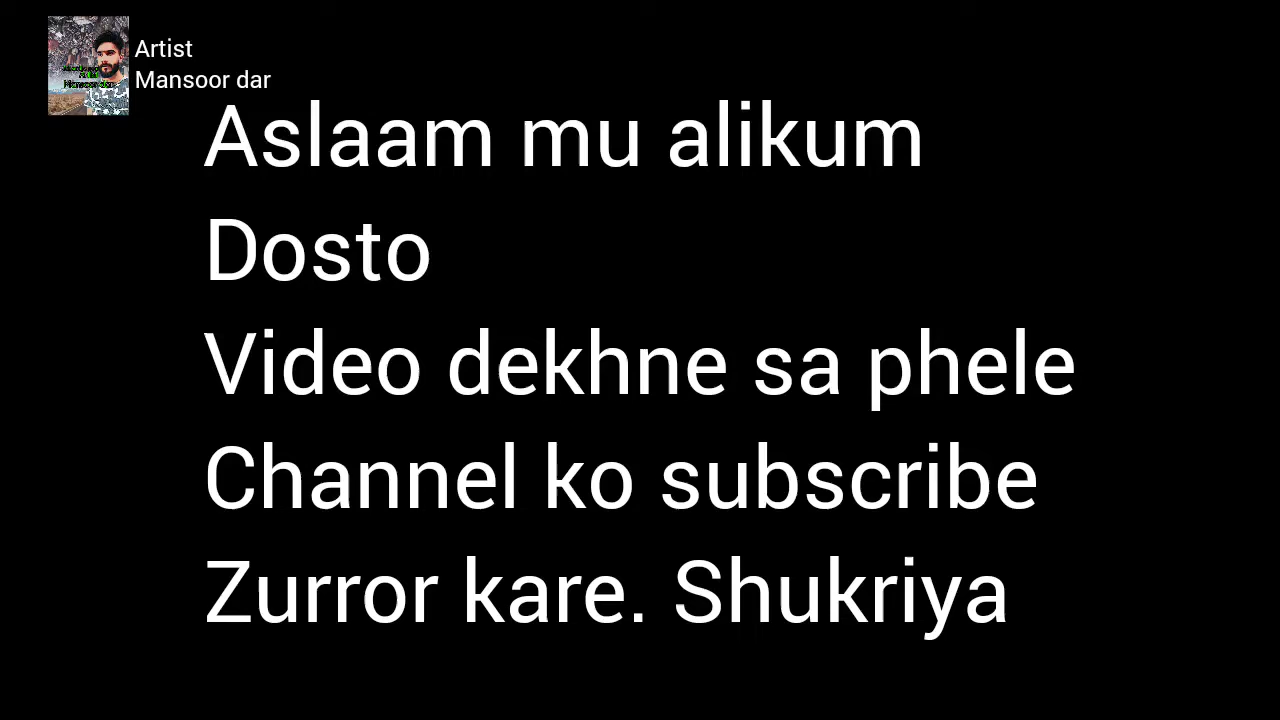 Artist
Mansoor dar
Aslaam mu alikum
Dosto
Video dekhne sa phele
Channel ko subscribe
Zurror kare. Shukriya